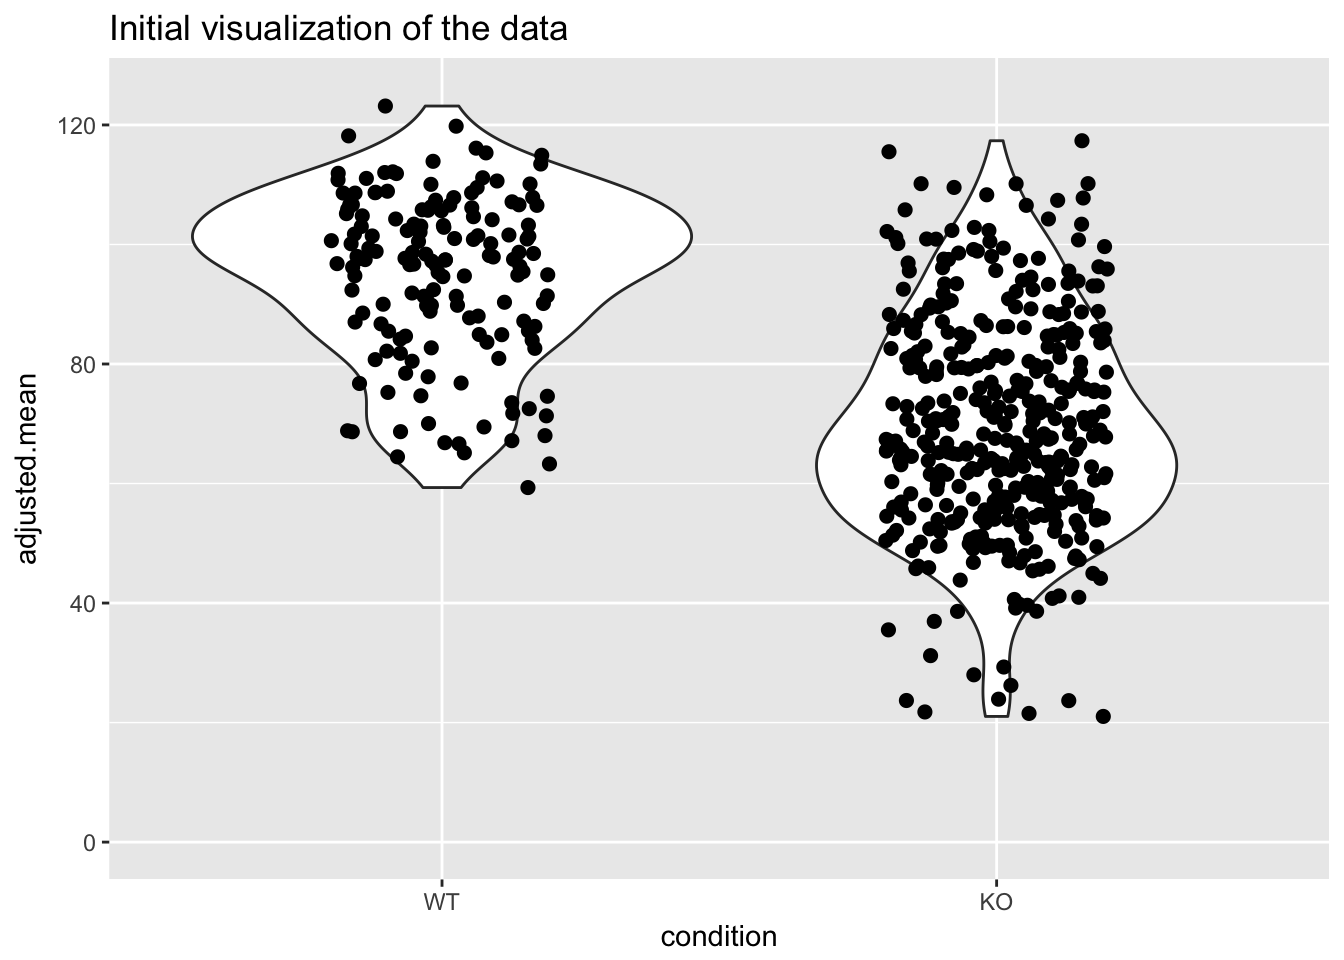 Initial visualization of the data
120
80
40
0
adjusted.mean
WT
KO
condition